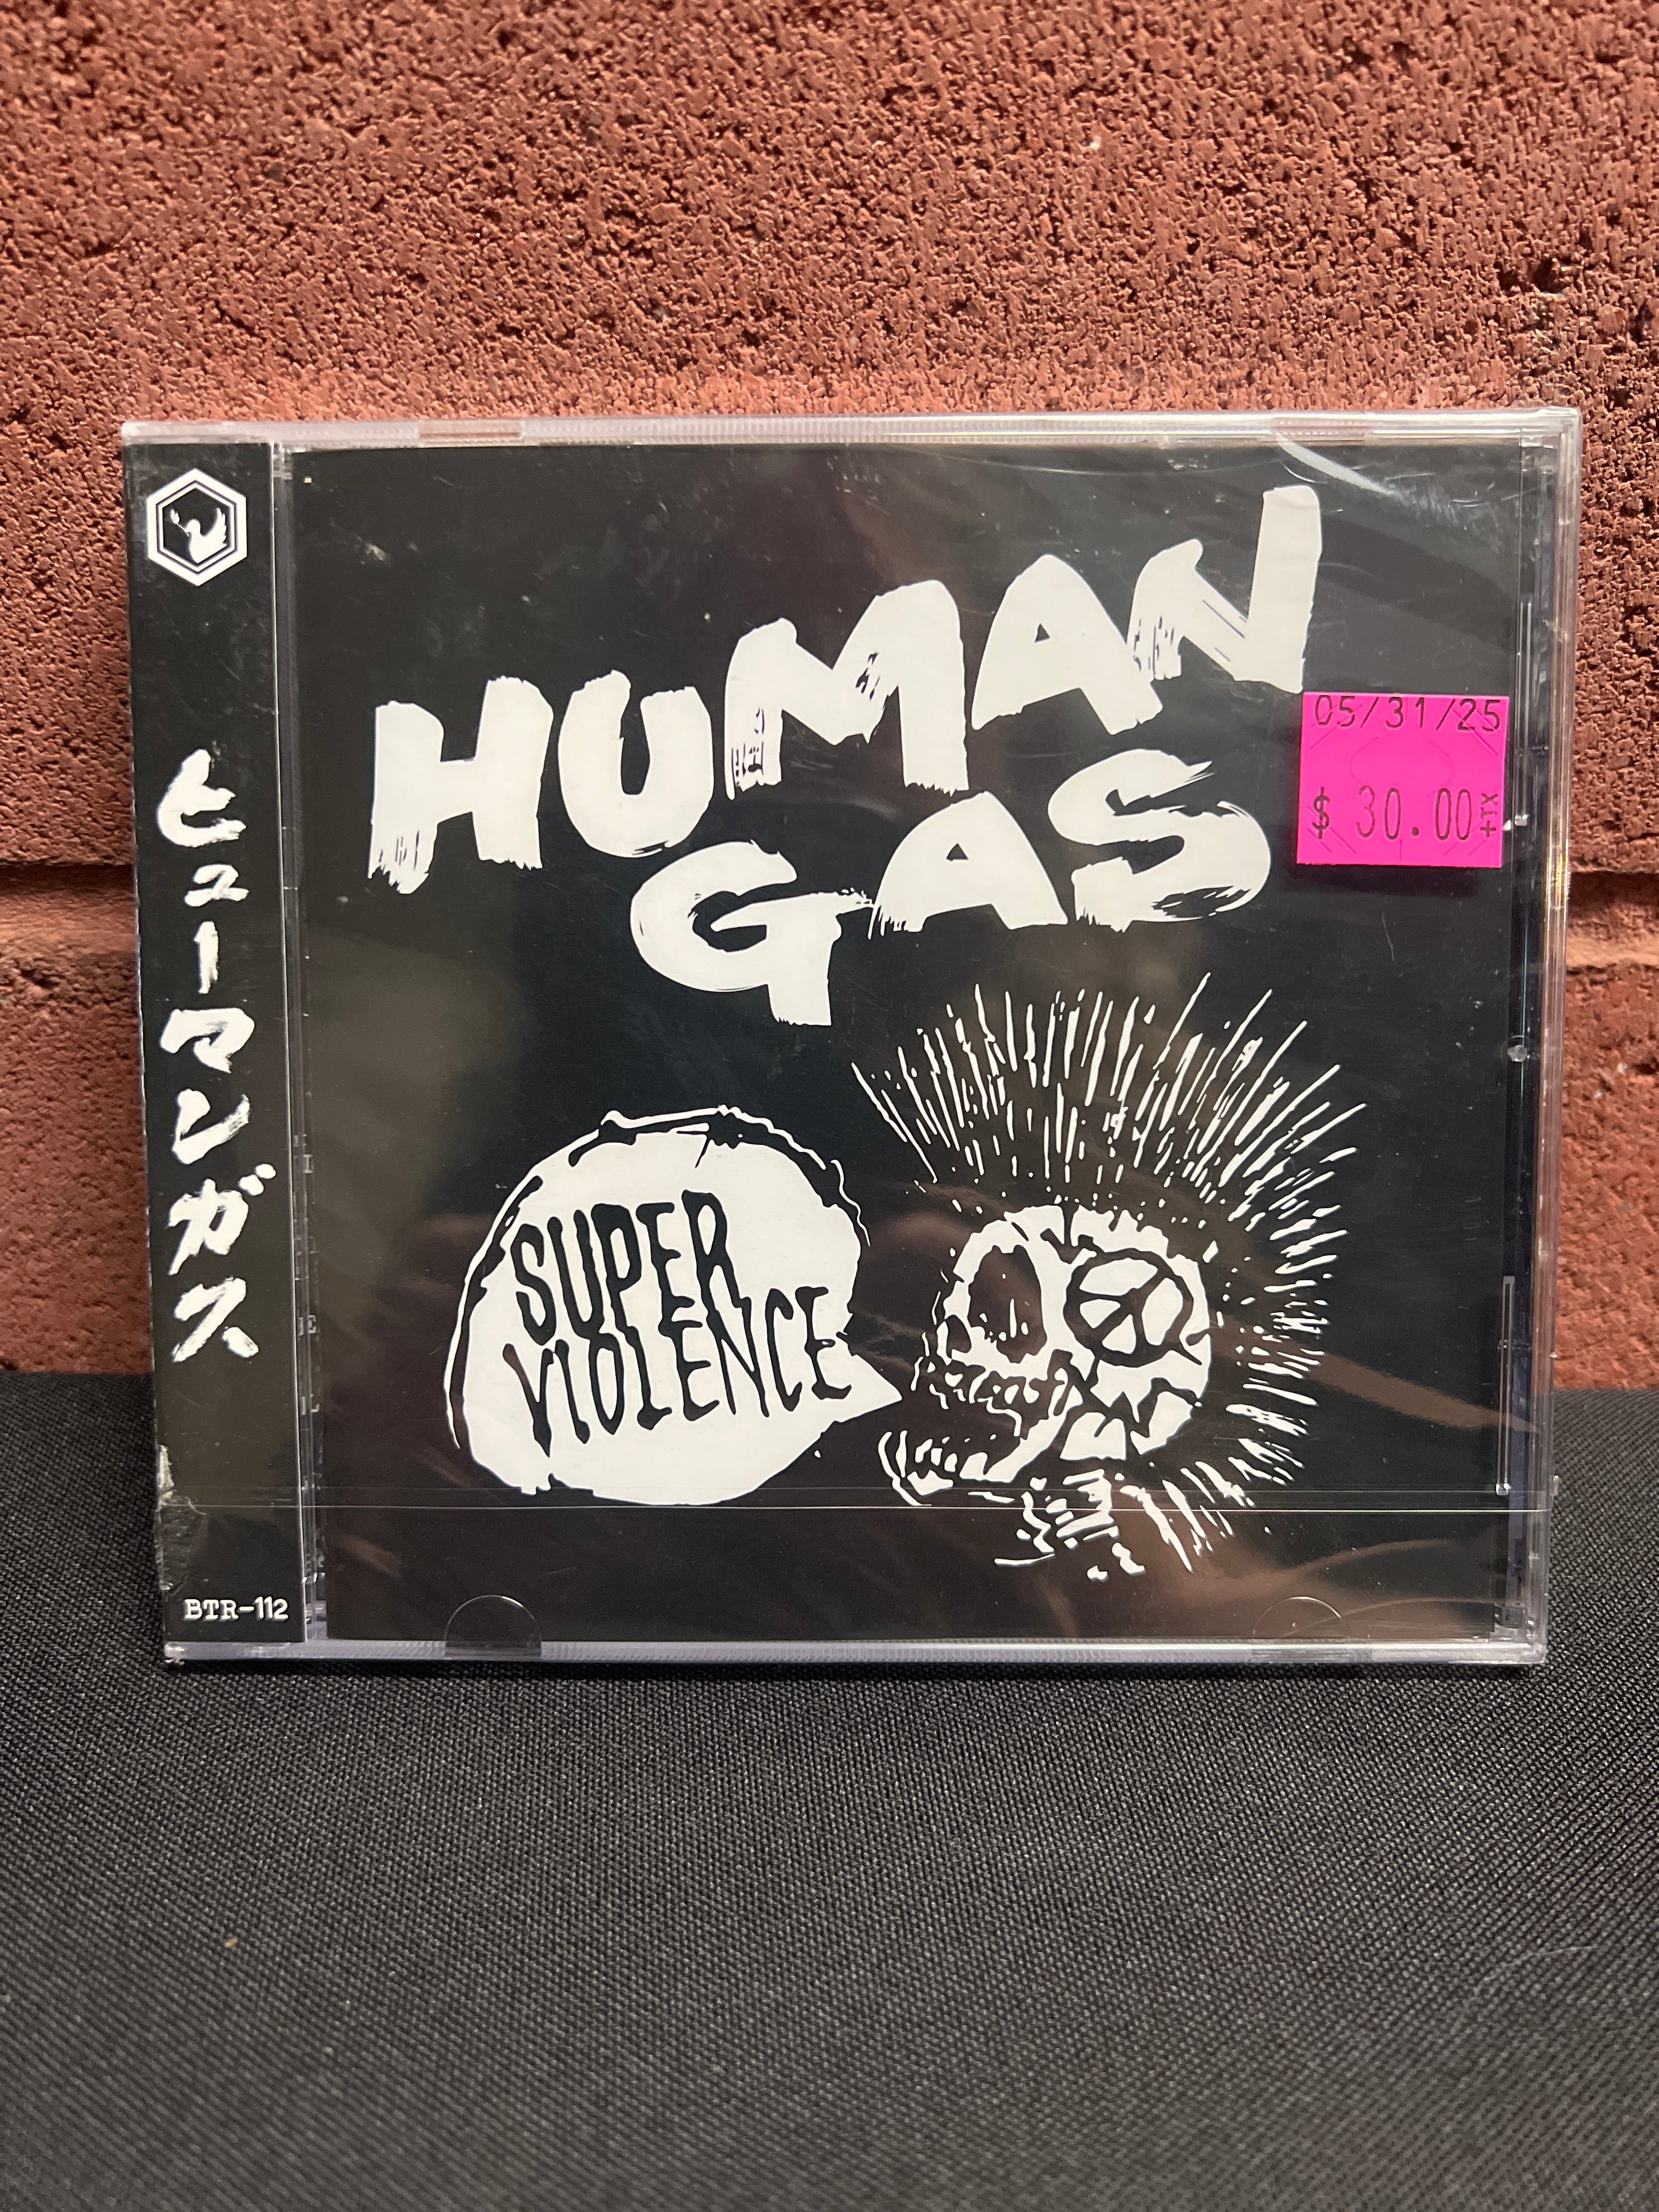 HUMAN
GAS
05/31/25
$ 30.00+TX
SUPER
VIOLENCE
ヒューマンガス
BTR-112